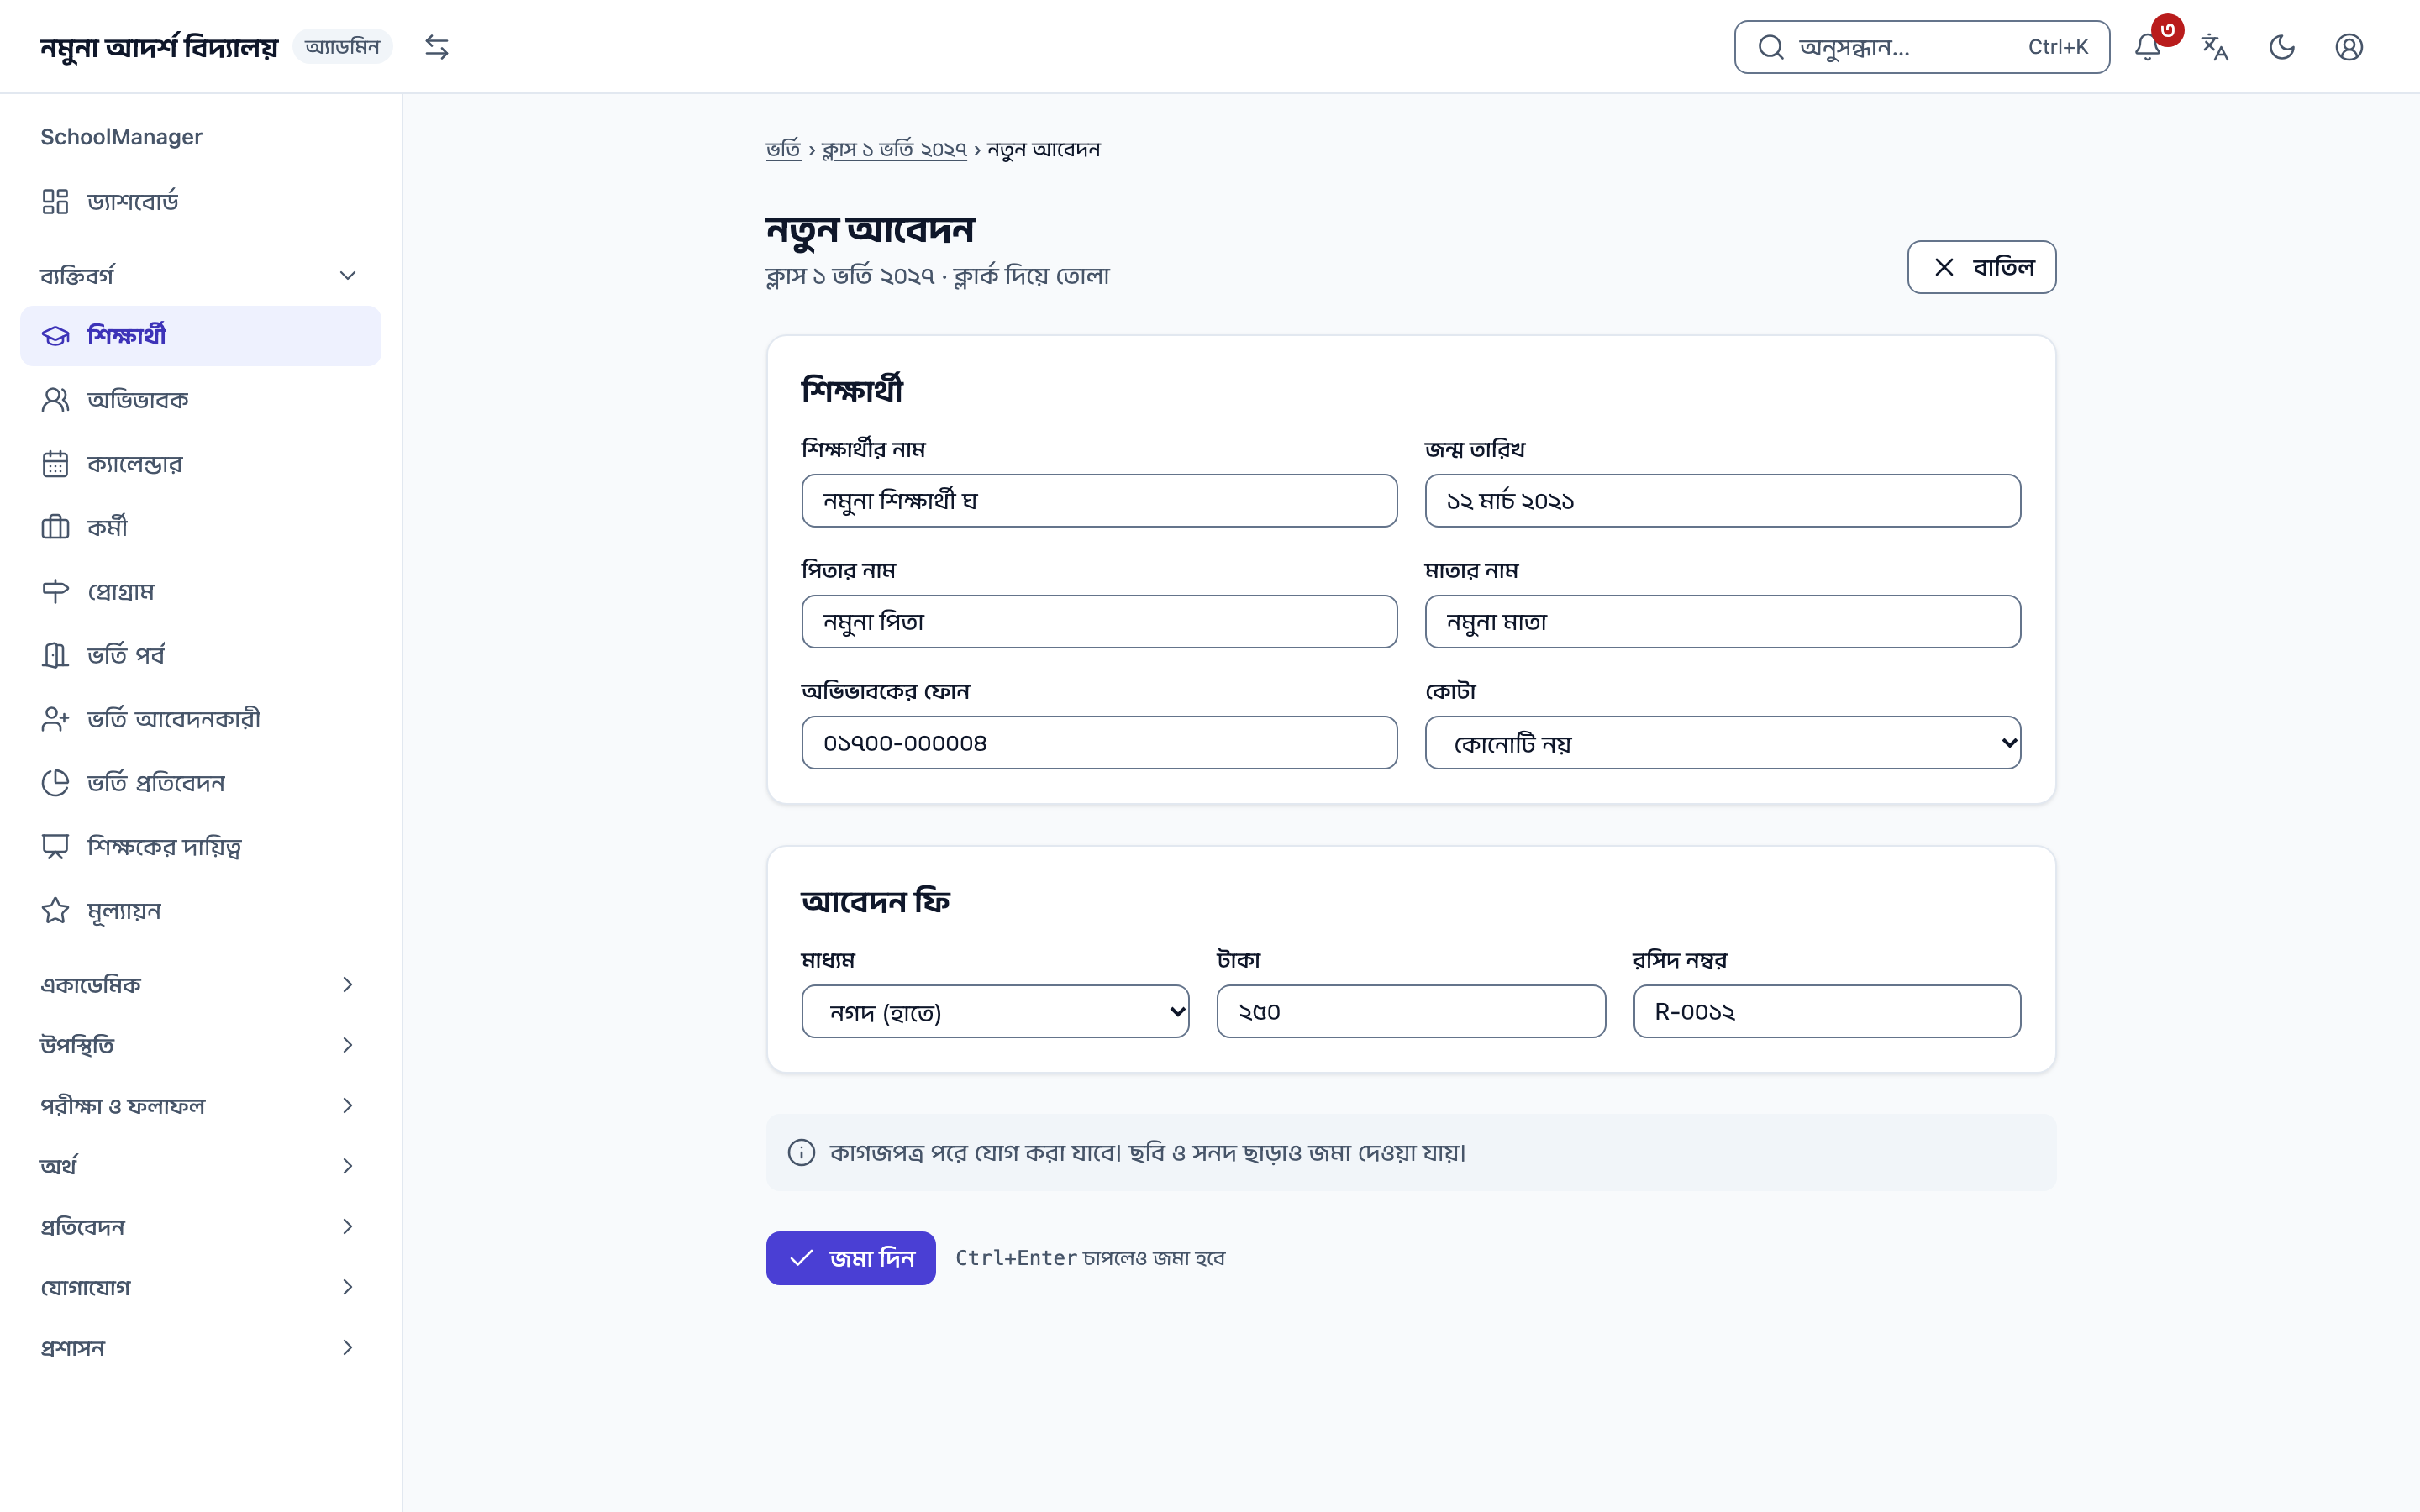 নমুনা আদর্শ বিদ্যালয় অ্যাডমিন
অনুসন্ধান... Ctrl+K
৩
SchoolManager
ড্যাশবোর্ড
ব্যক্তিবর্গ
শিক্ষার্থী
অভিভাবক
ক্যালেন্ডার
কর্মী
প্রোগ্রাম
ভর্তি পর্ব
ভর্তি আবেদনকারী
ভর্তি প্রতিবেদন
শিক্ষকের দায়িত্ব
মূল্যায়ন
একাডেমিক
উপস্থিতি
পরীক্ষা ও ফলাফল
অর্থ
প্রতিবেদন
যোগাযোগ
প্রশাসন
ভর্তি › ক্লাস ১ ভর্তি ২০২৭ › নতুন আবেদন
নতুন আবেদন
ক্লাস ১ ভর্তি ২০২৭ · ক্লার্ক দিয়ে তোলা
বাতিল
শিক্ষার্থী
শিক্ষার্থীর নাম জন্ম তারিখ
নমুনা শিক্ষার্থী ঘ ১২ মার্চ ২০২১
পিতার নাম মাতার নাম
নমুনা পিতা নমুনা মাতা
অভিভাবকের ফোন কোটা
০১৭০০-০০০০০৪ কোনোটি নয়
আবেদন ফি
মাধ্যম টাকা রসিদ নম্বর
নগদ (হাতে) ২৫০ R-০০১২
কাগজপত্র পরে যোগ করা যাবে। ছবি ও সনদ ছাড়াও জমা দেওয়া যায়।
জমা দিন Ctrl+Enter চাপলেও জমা হবে